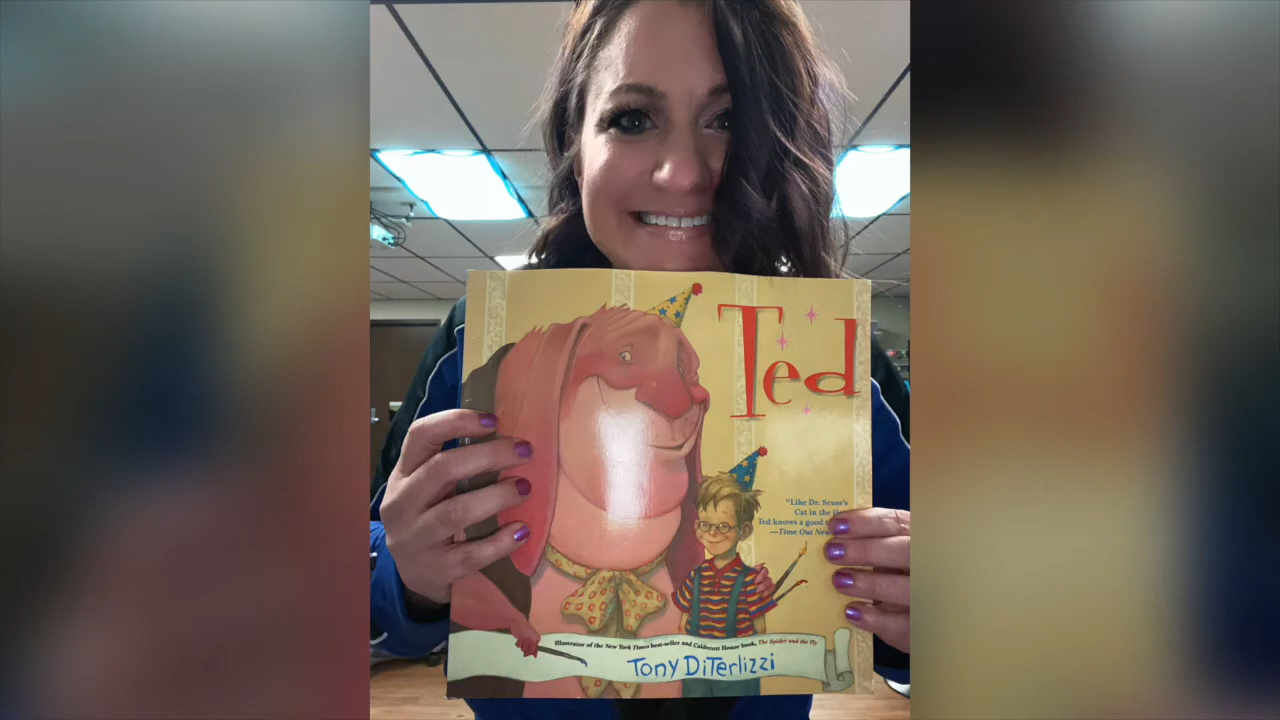 Ted
"Like Dr. Seuss's
Cat in the
Ted knows a good
—Time Out New
Illustrator of the New York Times best-seller and Caldecott Honor book, The Spider and the Fly
Tony DiTerlizzi